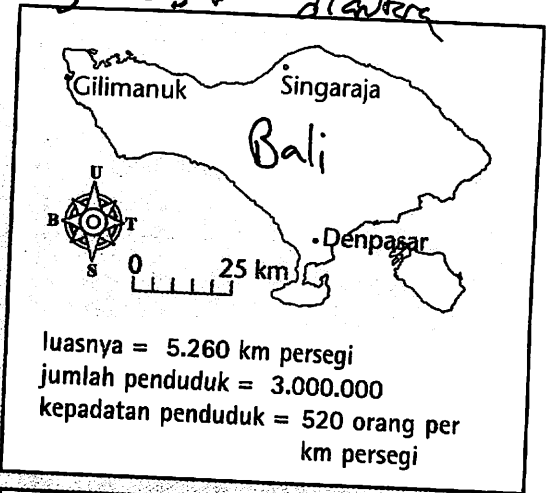 diantara
Gilimanuk
Singaraja
Bali
U
B
T
S
Denpasar
0 25 km
luasnya = 5.260 km persegi
jumlah penduduk = 3.000.000
kepadatan penduduk = 520 orang per
km persegi